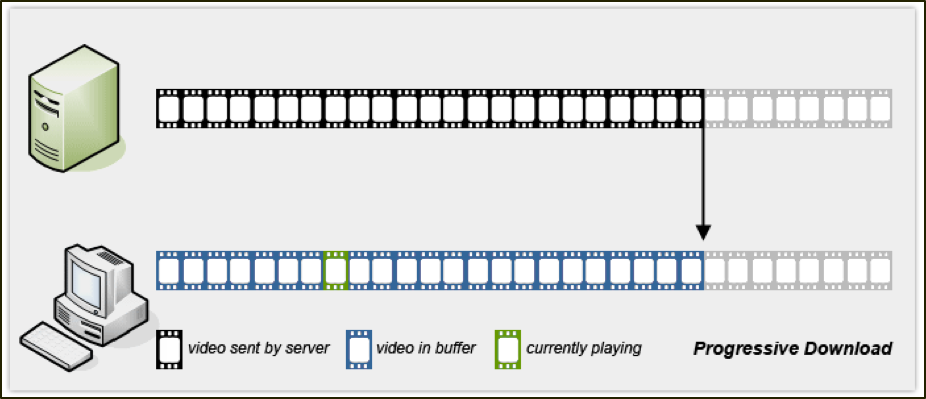 video sent by server
video in buffer
currently playing
Progressive Download